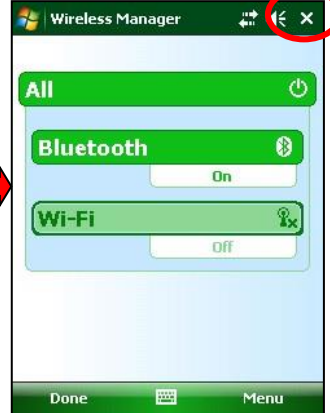 Wireless Manager
All
Bluetooth
On
Wi-Fi
Off
Done Menu